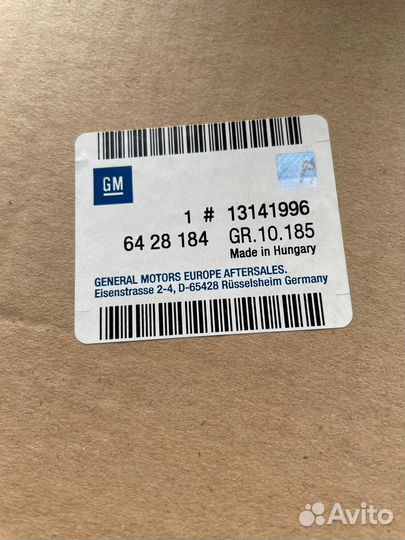 GM
1 # 13141996
64 28 184 GR.10.185
Made in Hungary
GENERAL MOTORS EUROPE AFTERSALES.
Eisenstrasse 2-4, D-65428 Rüsselsheim Germany
Avito